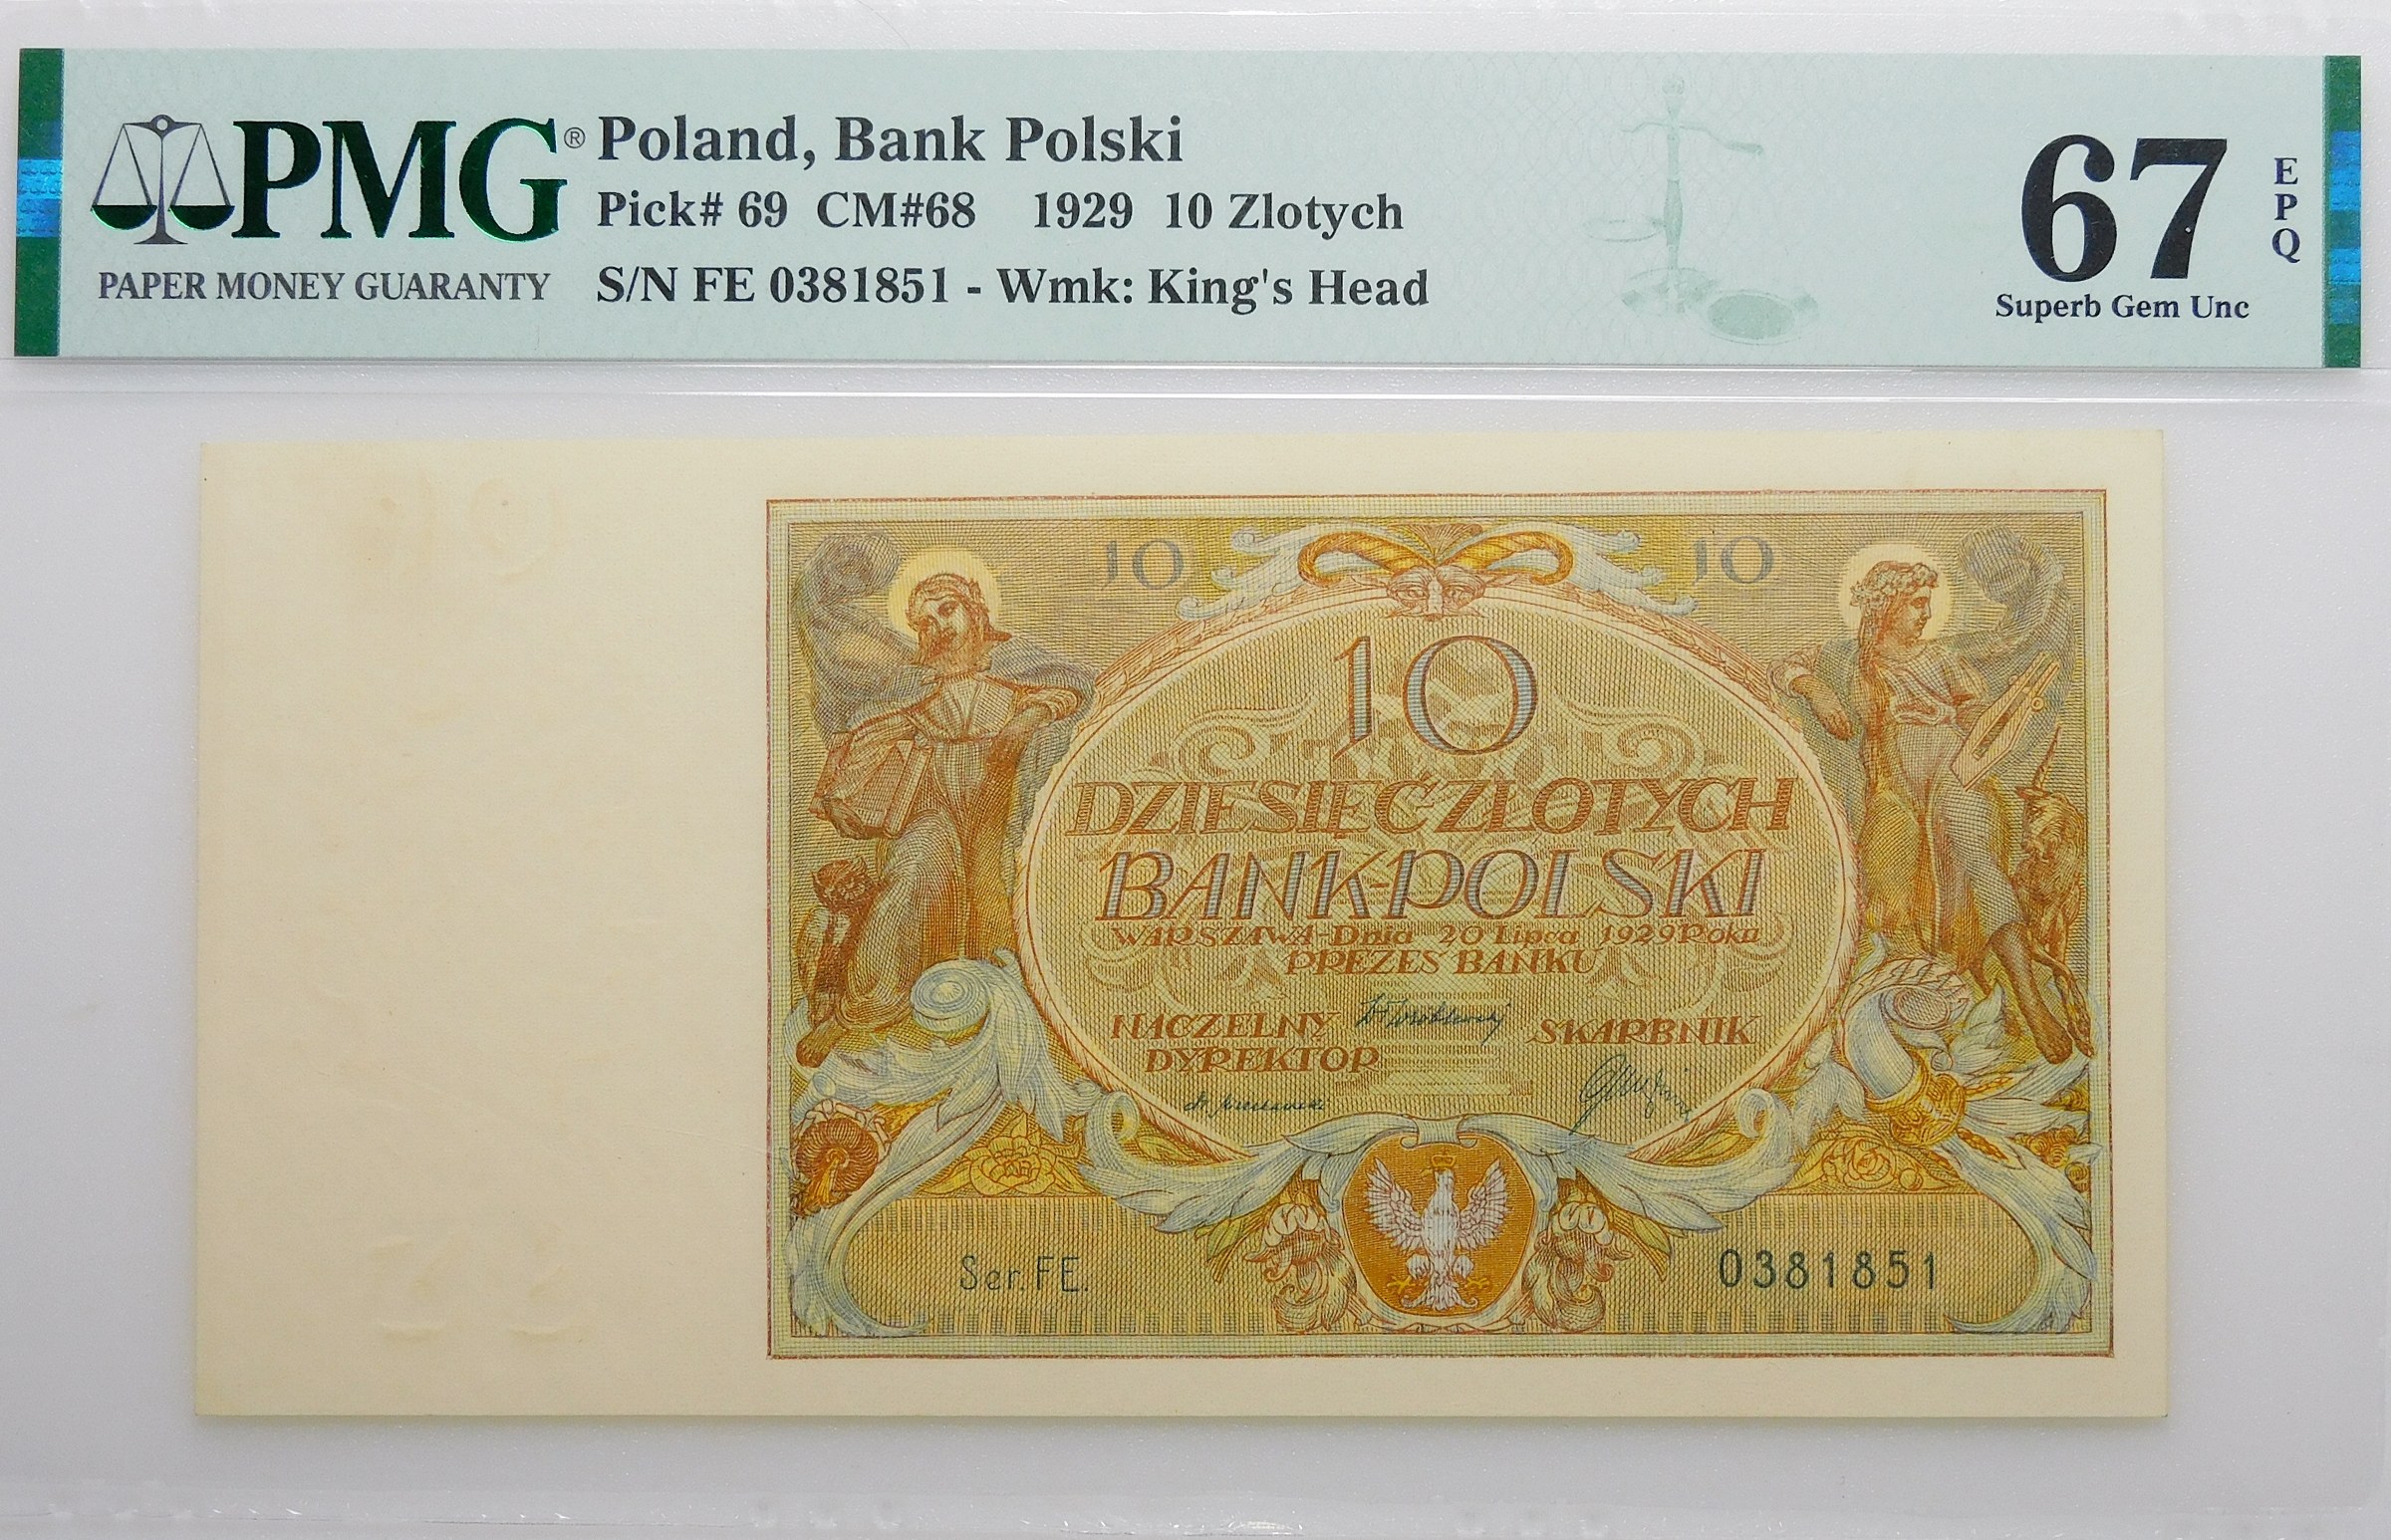 PMG®
PAPER MONEY GUARANTY
Poland, Bank Polski
Pick# 69 CM#68 1929 10 Zlotych
S/N FE 0381851 - Wmk: King's Head
67
EPQ
Superb Gem Unc
10 10
10
DZIESIĘĆ ZŁOTYCH
BANK-POLSKI
WARSZAWA-Dnia 20 Lipca 1929 Roku
PREZES BANKU
NACZELNY SKARBNIK
DYREKTOR
Ser. FE. 0381851